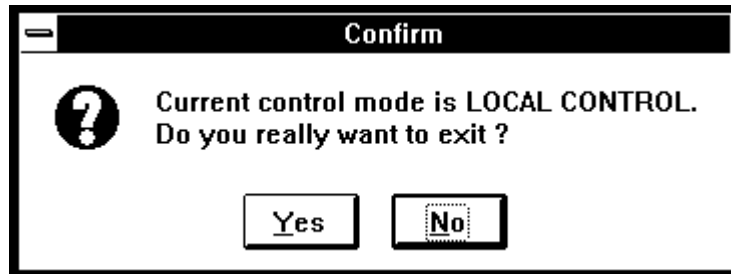 Confirm
Current control mode is LOCAL CONTROL.
Do you really want to exit ?
Yes No